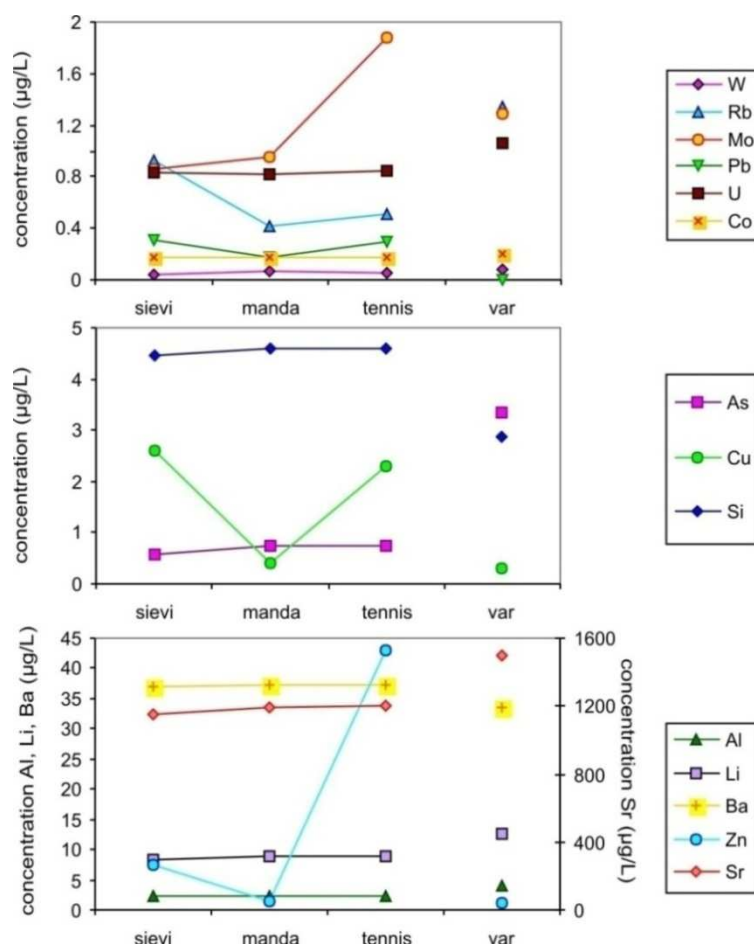 concentration (µg/L)
2
1.6
1.2
0.8
0.4
0
sievi manda tennis var
W
Rb
Mo
Pb
U
Co
concentration (µg/L)
5
4
3
2
1
0
sievi manda tennis var
As
Cu
Si
concentration Al, Li, Ba (µg/L)
45
40
35
30
25
20
15
10
5
0
sievi manda tennis var
1600
1200
800
400
0
concentration Sr (µg/L)
Al
Li
Ba
Zn
Sr